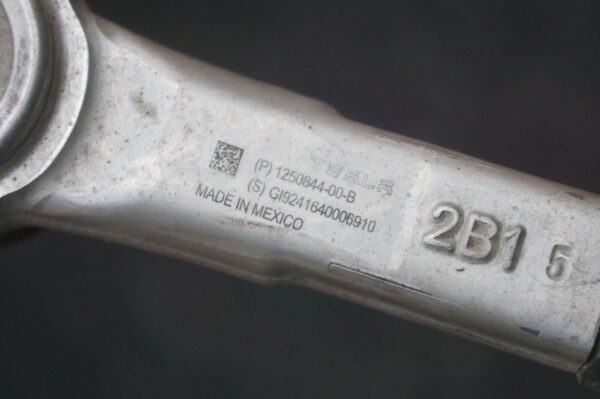 TESLA
(P) 1250844-00-B
(S) GI9241640006910
MADE IN MEXICO
2B1 5